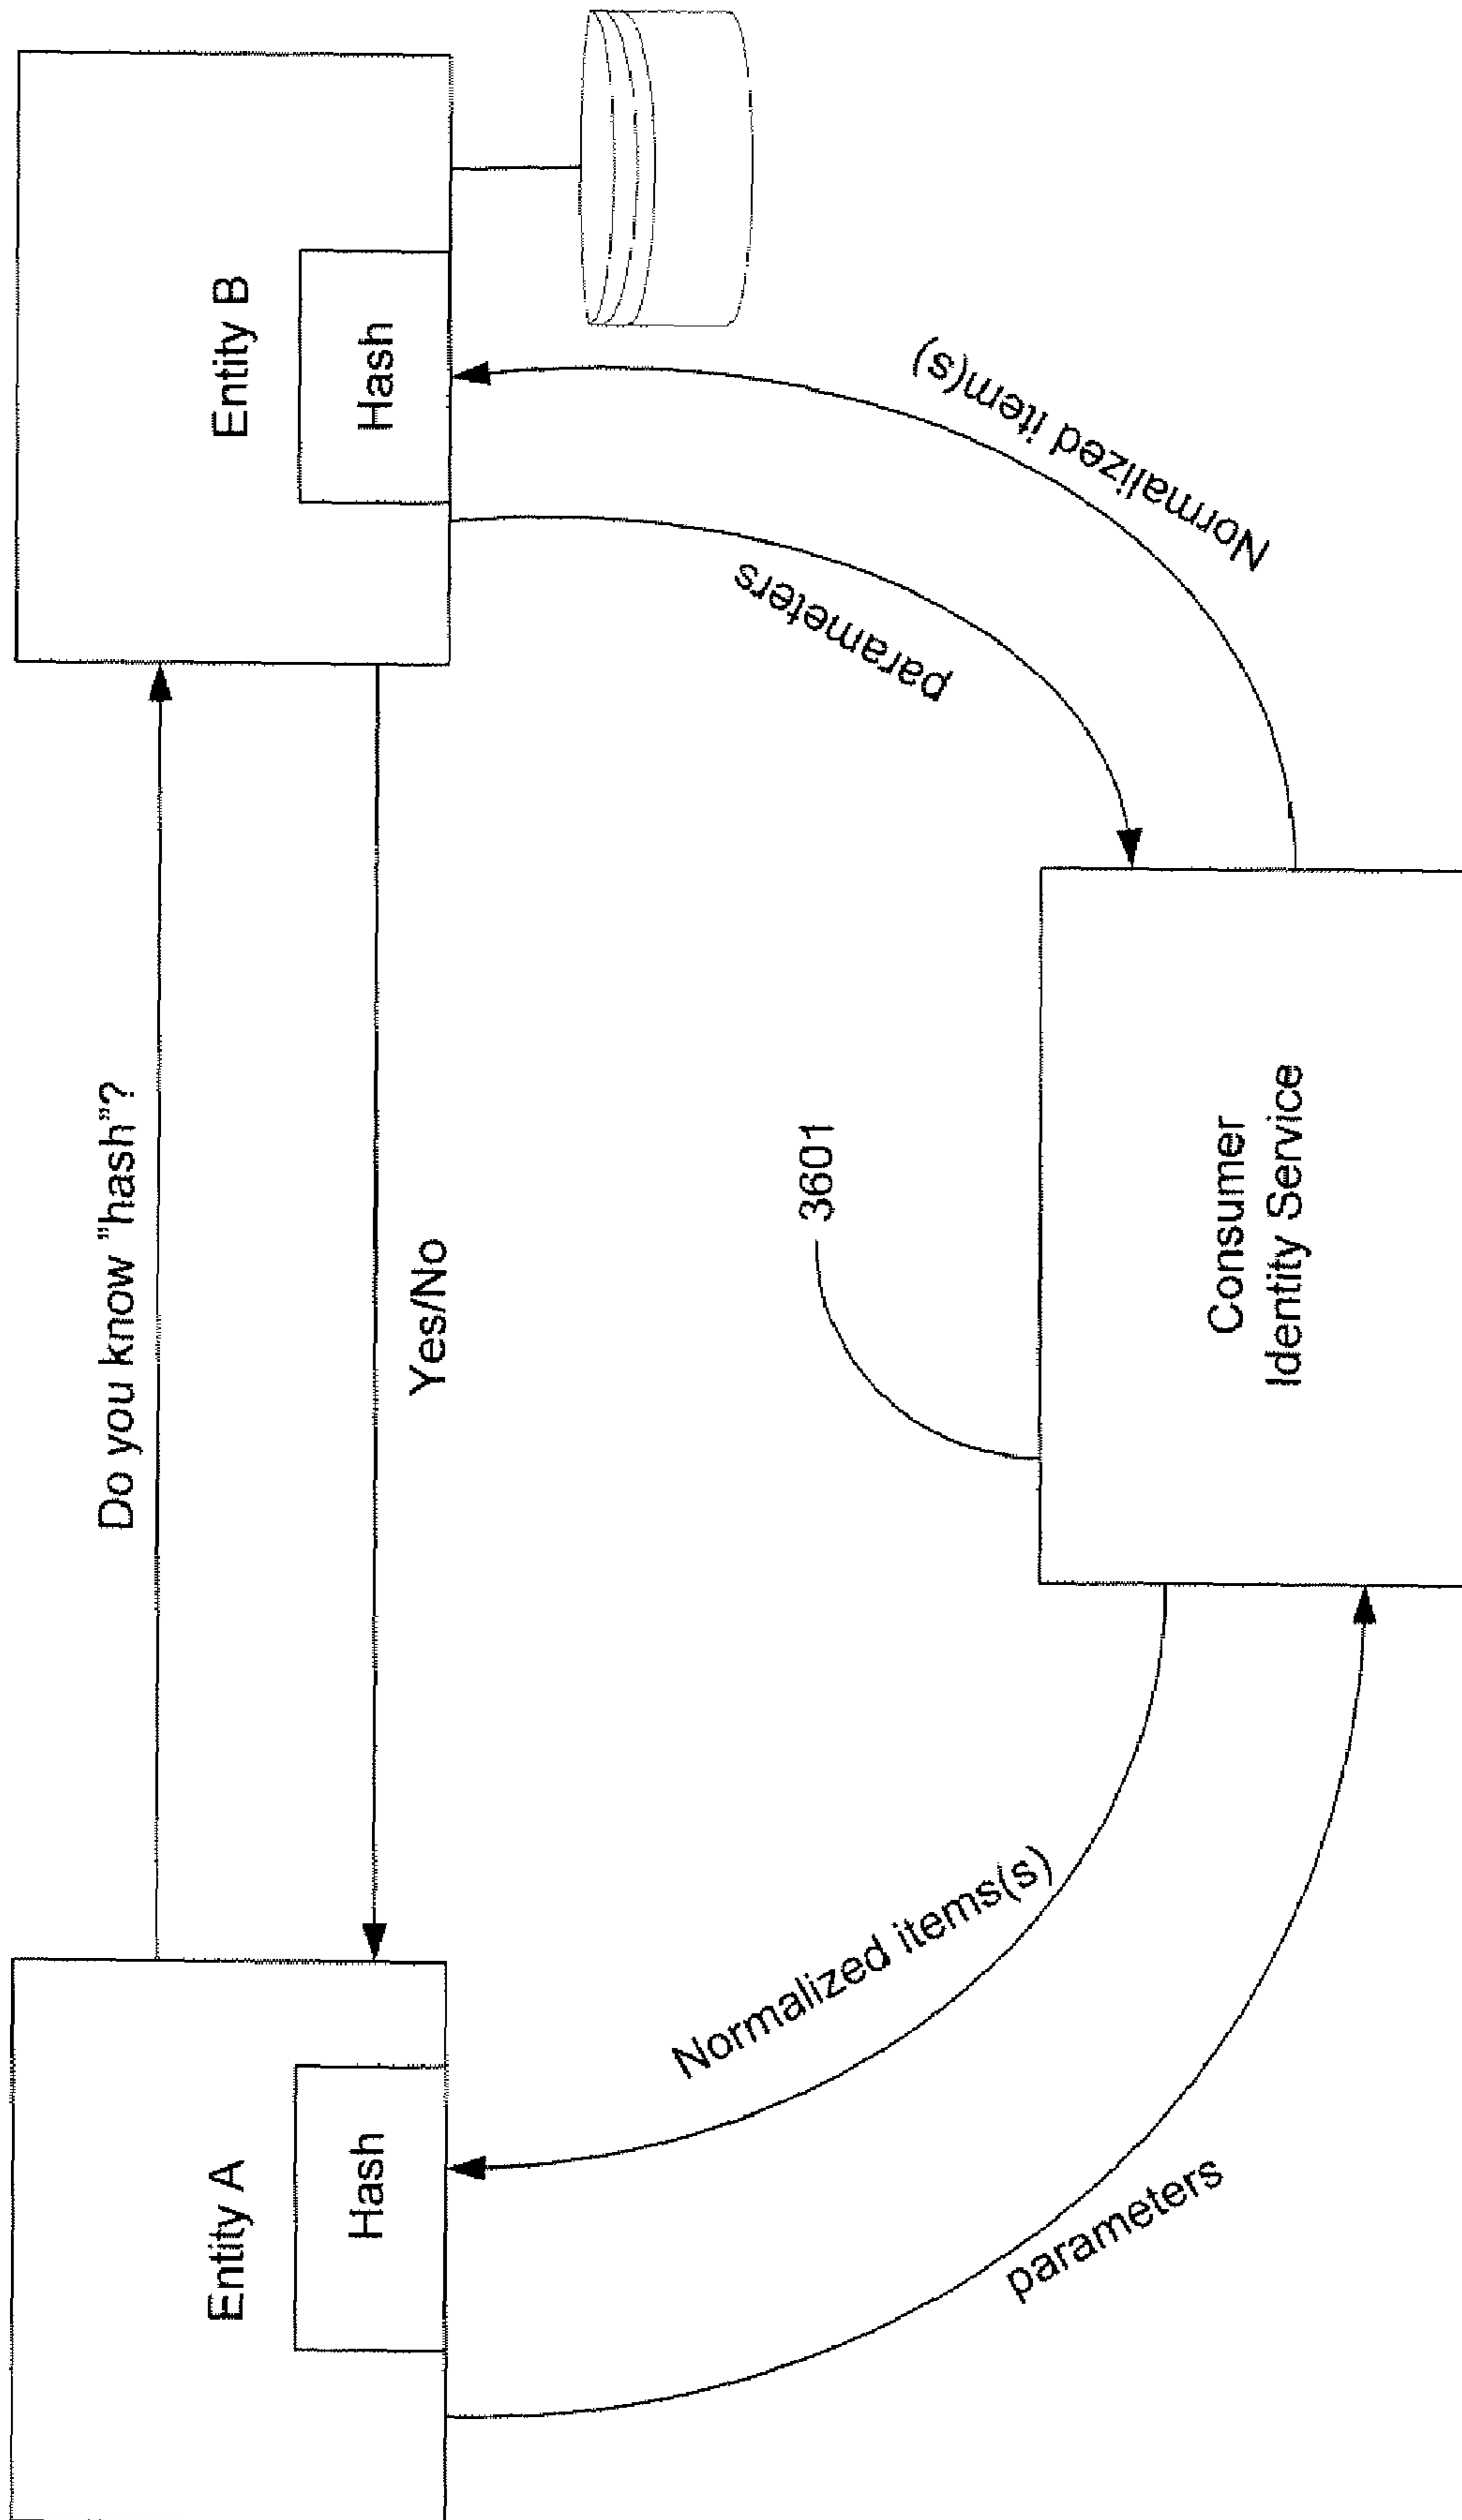 Do you know "hash"?
Entity A
Hash
Yes/No
Entity B
Hash
Normalized items(s)
parameters
3601
Consumer
Identity Service
parameters
Normalized item(s)